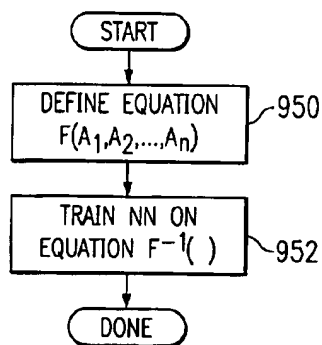 START
DEFINE EQUATION
F(A₁,A₂,...,Aₙ)
950
TRAIN NN ON
EQUATION F⁻¹( )
952
DONE